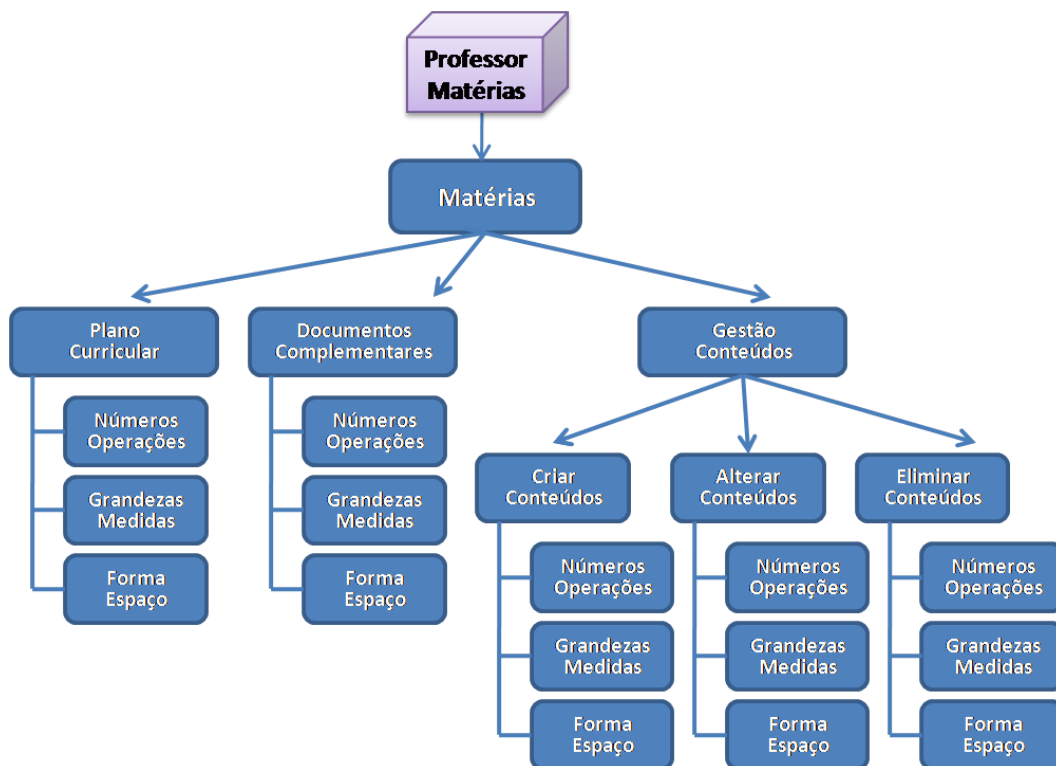 Professor
Matérias
Matérias
Plano
Curricular
Números
Operações
Grandezas
Medidas
Forma
Espaço
Documentos
Complementares
Números
Operações
Grandezas
Medidas
Forma
Espaço
Gestão
Conteúdos
Criar
Conteúdos
Números
Operações
Grandezas
Medidas
Forma
Espaço
Alterar
Conteúdos
Números
Operações
Grandezas
Medidas
Forma
Espaço
Eliminar
Conteúdos
Números
Operações
Grandezas
Medidas
Forma
Espaço